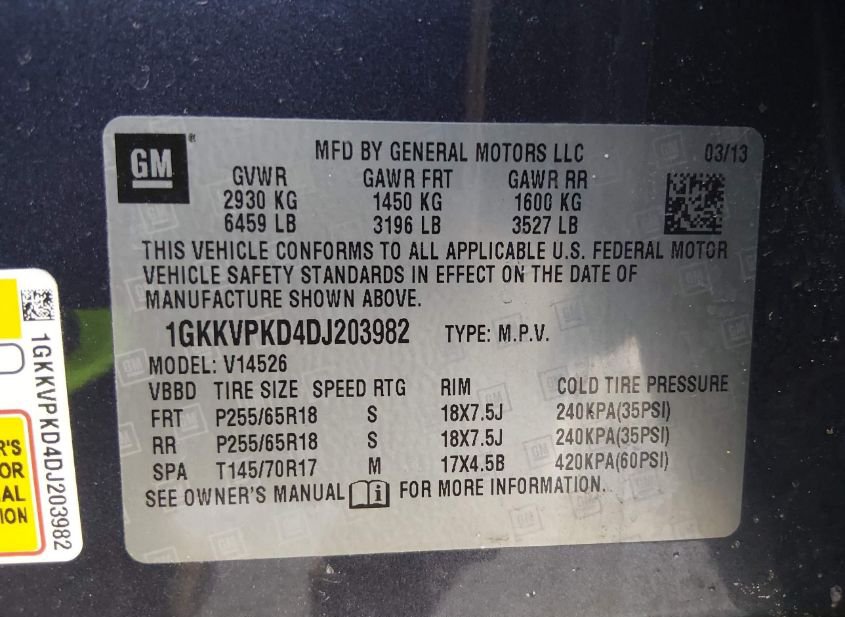 GM
MFD BY GENERAL MOTORS LLC 03/13
GVWR GAWR FRT GAWR RR
2930 KG 1450 KG 1600 KG
6459 LB 3196 LB 3527 LB
THIS VEHICLE CONFORMS TO ALL APPLICABLE U.S. FEDERAL MOTOR
VEHICLE SAFETY STANDARDS IN EFFECT ON THE DATE OF
MANUFACTURE SHOWN ABOVE.
1GKKVPKD4DJ203982 TYPE: M.P.V.
MODEL: V14526
VBBD TIRE SIZE SPEED RTG RIM COLD TIRE PRESSURE
FRT P255/65R18 S 18X7.5J 240KPA(35PSI)
RR P255/65R18 S 18X7.5J 240KPA(35PSI)
SPA T145/70R17 M 17X4.5B 420KPA(60PSI)
SEE OWNER'S MANUAL FOR MORE INFORMATION.
1GKKVPKD4DJ203982
R'S
OR
AL
ION